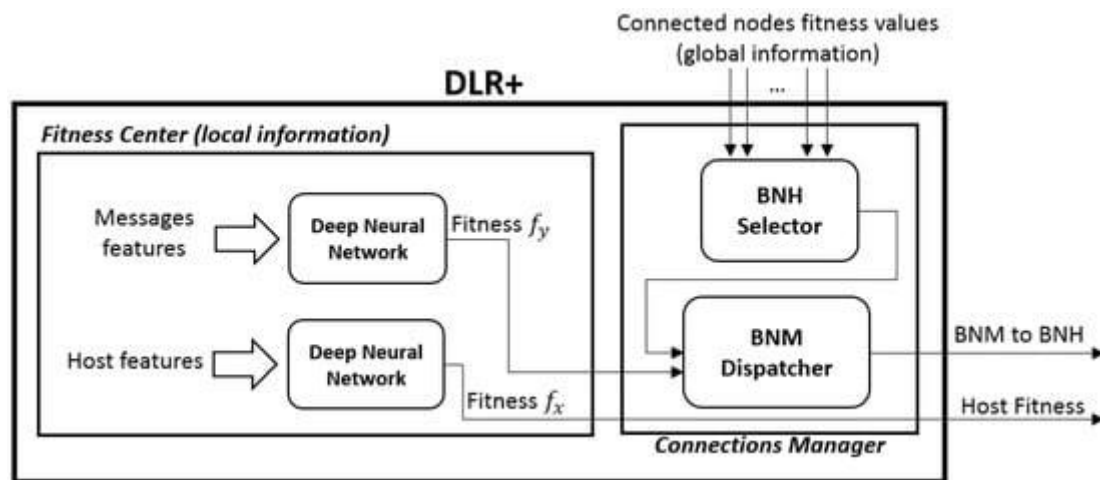 Connected nodes fitness values
(global information)
...
DLR+
Fitness Center (local information)
Messages
features
Deep Neural
Network
Fitness f_y
BNH
Selector
Host features
Deep Neural
Network
Fitness f_x
BNM
Dispatcher
BNM to BNH
Host Fitness
Connections Manager